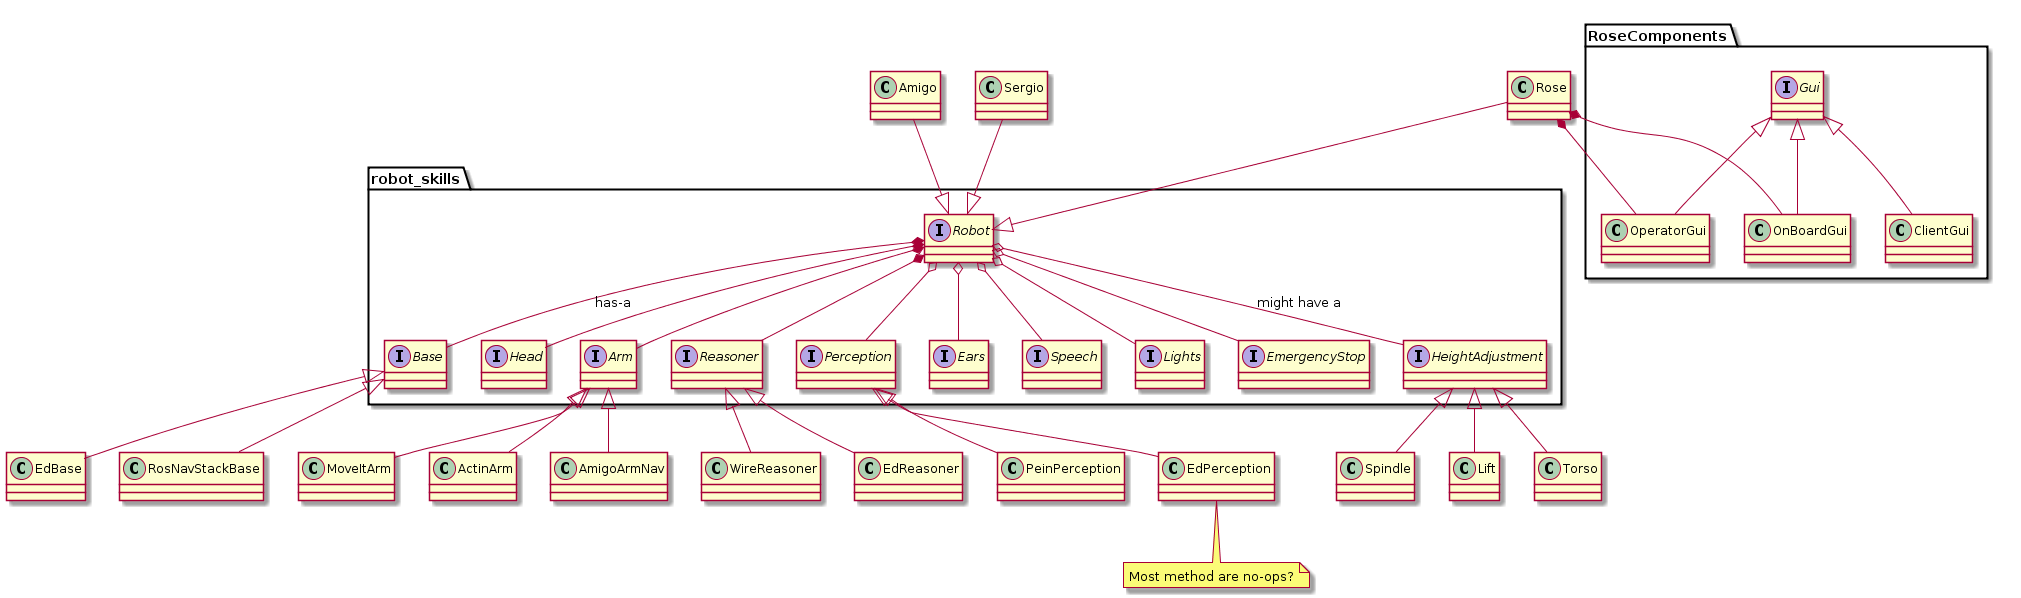 RoseComponents
C Amigo
C Sergio
C Rose
I Gui
robot_skills
I Robot
C OperatorGui
C OnBoardGui
C ClientGui
has-a
might have a
I Base
I Head
I Arm
I Reasoner
I Perception
I Ears
I Speech
I Lights
I EmergencyStop
I HeightAdjustment
C EdBase
C RosNavStackBase
C MoveItArm
C ActinArm
C AmigoArmNav
C WireReasoner
C EdReasoner
C PeinPerception
C EdPerception
C Spindle
C Lift
C Torso
Most method are no-ops?